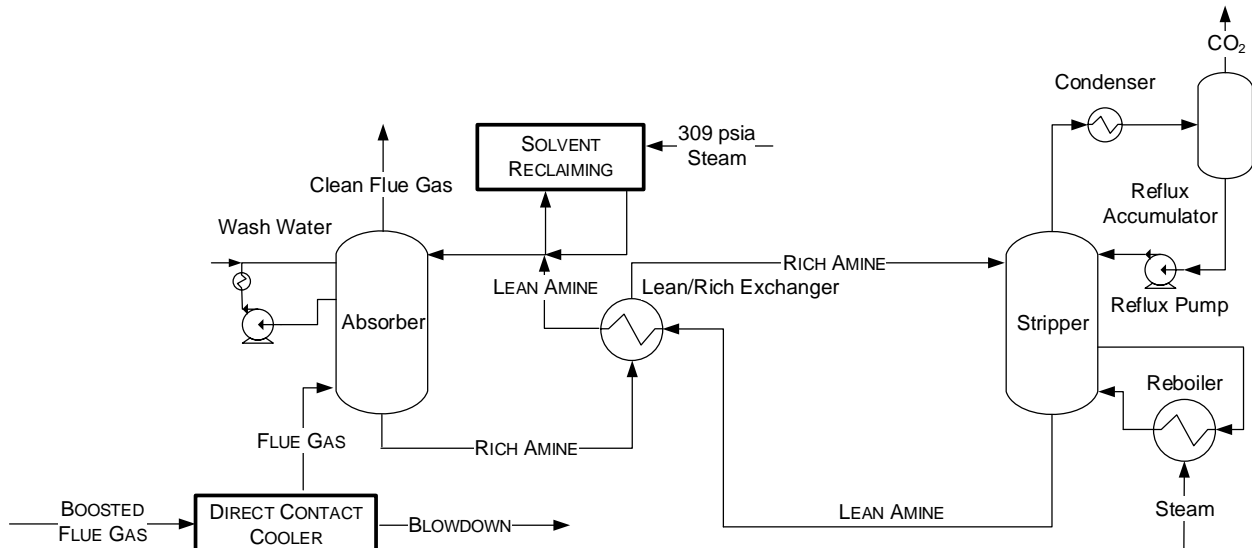 CO₂
Condenser
SOLVENT
RECLAIMING
309 psia
Steam
Clean Flue Gas
Reflux
Accumulator
Wash Water
RICH AMINE
LEAN AMINE
Lean/Rich Exchanger
Reflux Pump
Absorber
Stripper
Reboiler
FLUE GAS
RICH AMINE
BOOSTED
FLUE GAS
DIRECT CONTACT
COOLER
BLOWDOWN
LEAN AMINE
Steam